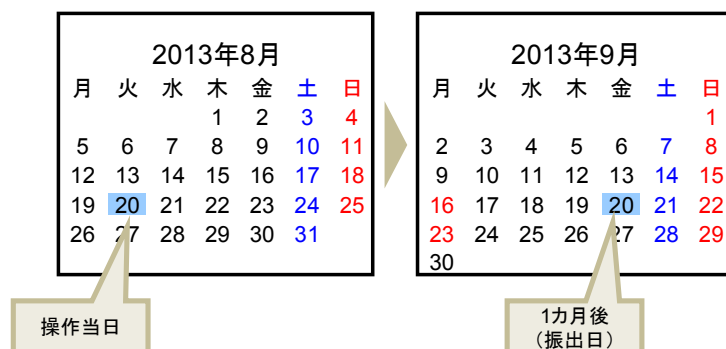 2013年8月
月 火 水 木 金 土 日
1 2 3 4
5 6 7 8 9 10 11
12 13 14 15 16 17 18
19 20 21 22 23 24 25
26 27 28 29 30 31
操作当日
2013年9月
月 火 水 木 金 土 日
1
2 3 4 5 6 7 8
9 10 11 12 13 14 15
16 17 18 19 20 21 22
23 24 25 26 27 28 29
30
1カ月後
（振出日）